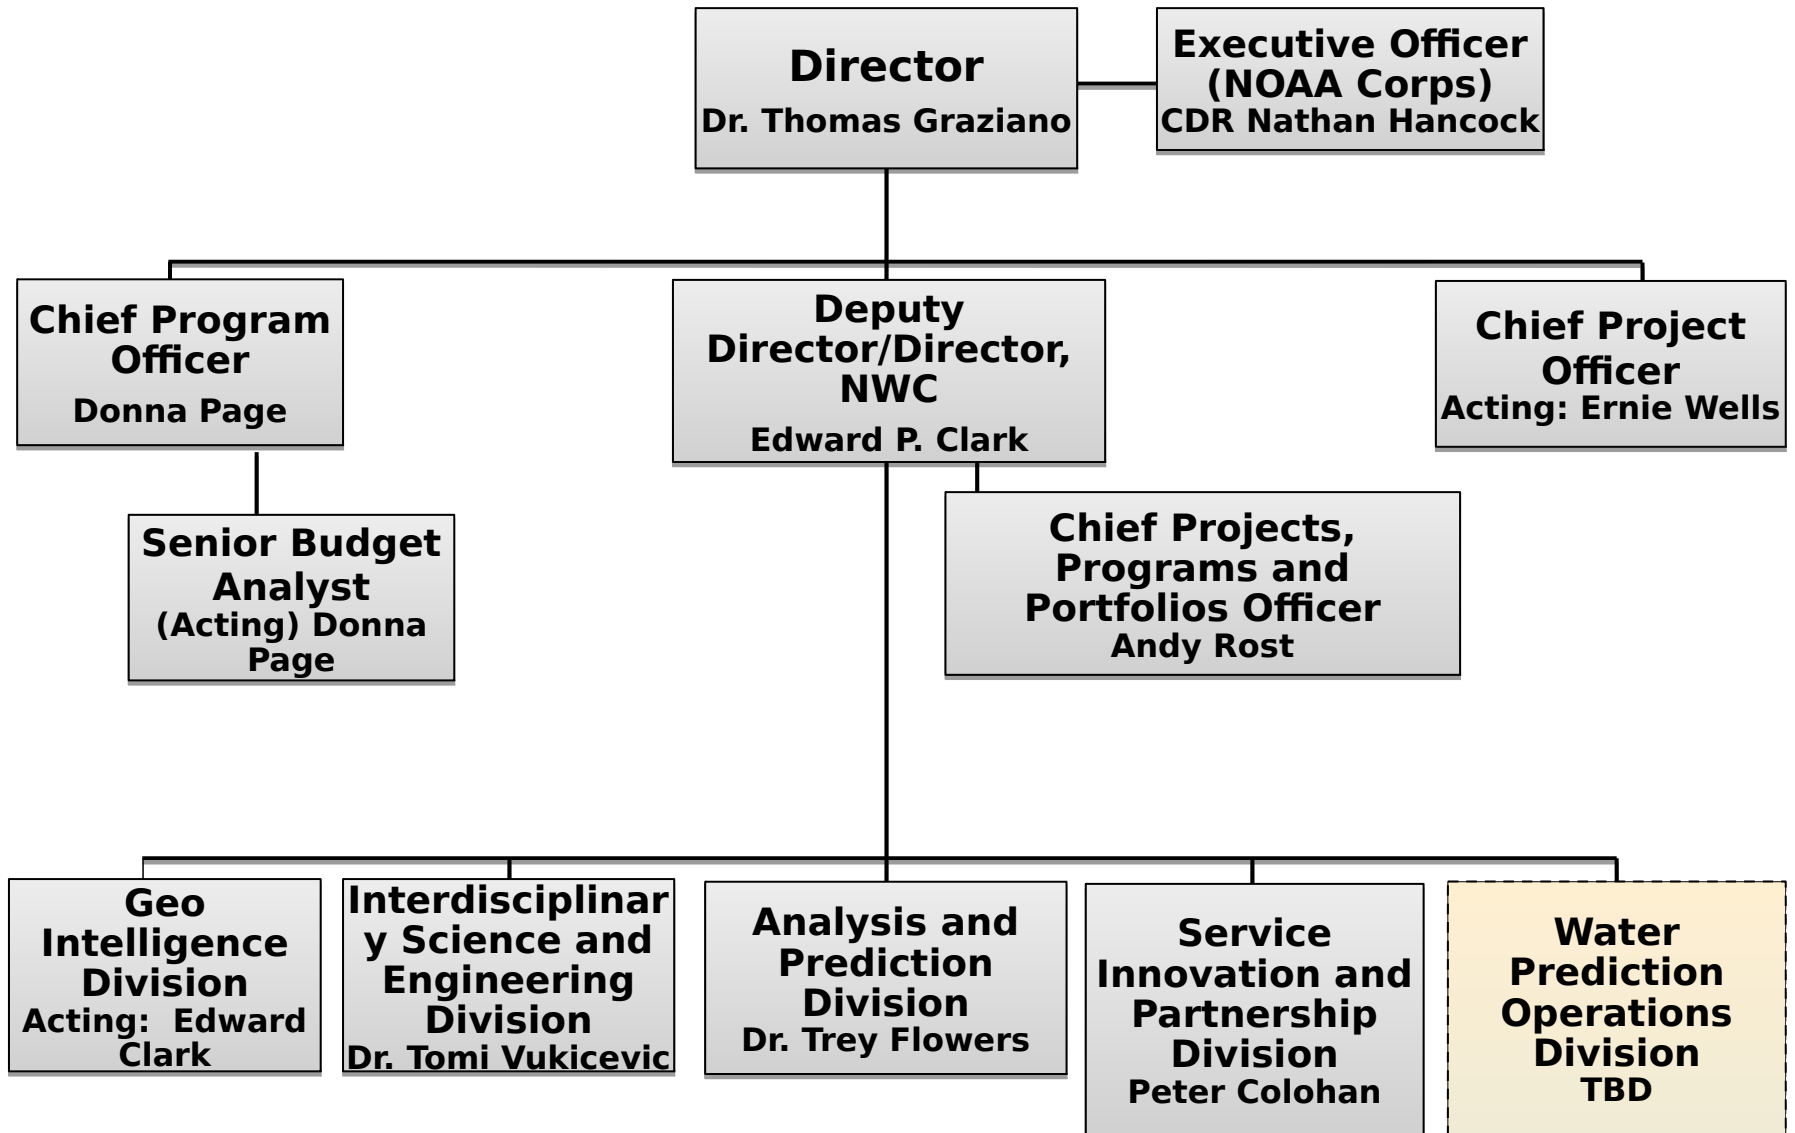 Director
Dr. Thomas Graziano
Executive Officer
(NOAA Corps)
CDR Nathan Hancock
Chief Program
Officer
Donna Page
Deputy
Director/Director,
NWC
Edward P. Clark
Chief Project
Officer
Acting: Ernie Wells
Senior Budget
Analyst
(Acting) Donna
Page
Chief Projects,
Programs and
Portfolios Officer
Andy Rost
Geo
Intelligence
Division
Acting:  Edward
Clark
Interdisciplinar
y Science and
Engineering
Division
Dr. Tomi Vukicevic
Analysis and
Prediction
Division
Dr. Trey Flowers
Service
Innovation and
Partnership
Division
Peter Colohan
Water
Prediction
Operations
Division
TBD